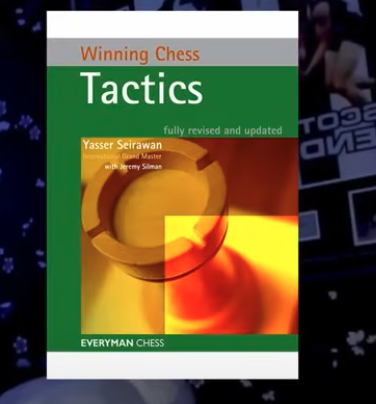 Winning Chess
Tactics
fully revised and updated
Yasser Seirawan
International Grand Master
with Jeremy Silman
EVERYMAN CHESS